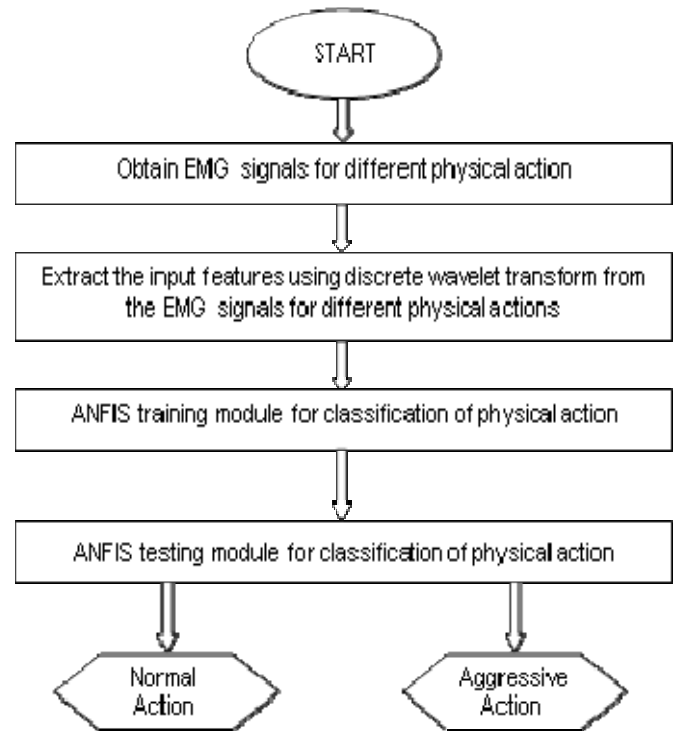 START
Obtain EMG signals for different physical action
Extract the input features using discrete wavelet transform from
the EMG signals for different physical actions
ANFIS training module for classification of physical action
ANFIS testing module for classification of physical action
Normal
Action
Aggressive
Action